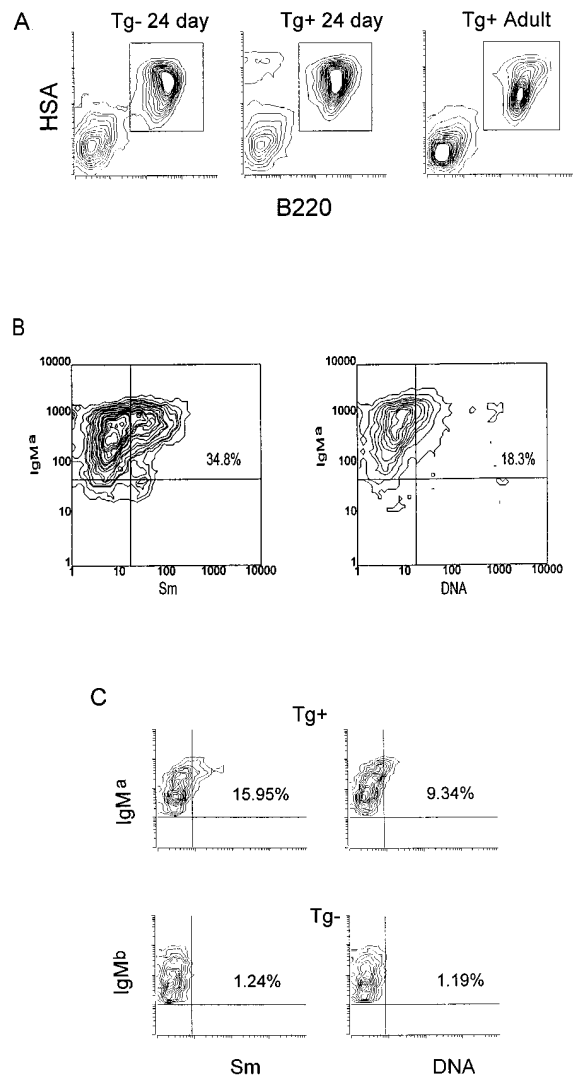 A
Tg- 24 day Tg+ 24 day Tg+ Adult
HSA
B220
B
10000 10000
1000 1000
IgMa IgMa
100 100
34.8% 18.3%
10 10
1 1
1 10 100 1000 10000 1 10 100 1000 10000
Sm DNA
C
Tg+
IgMa
15.95% 9.34%
Tg-
IgMb
1.24% 1.19%
Sm DNA